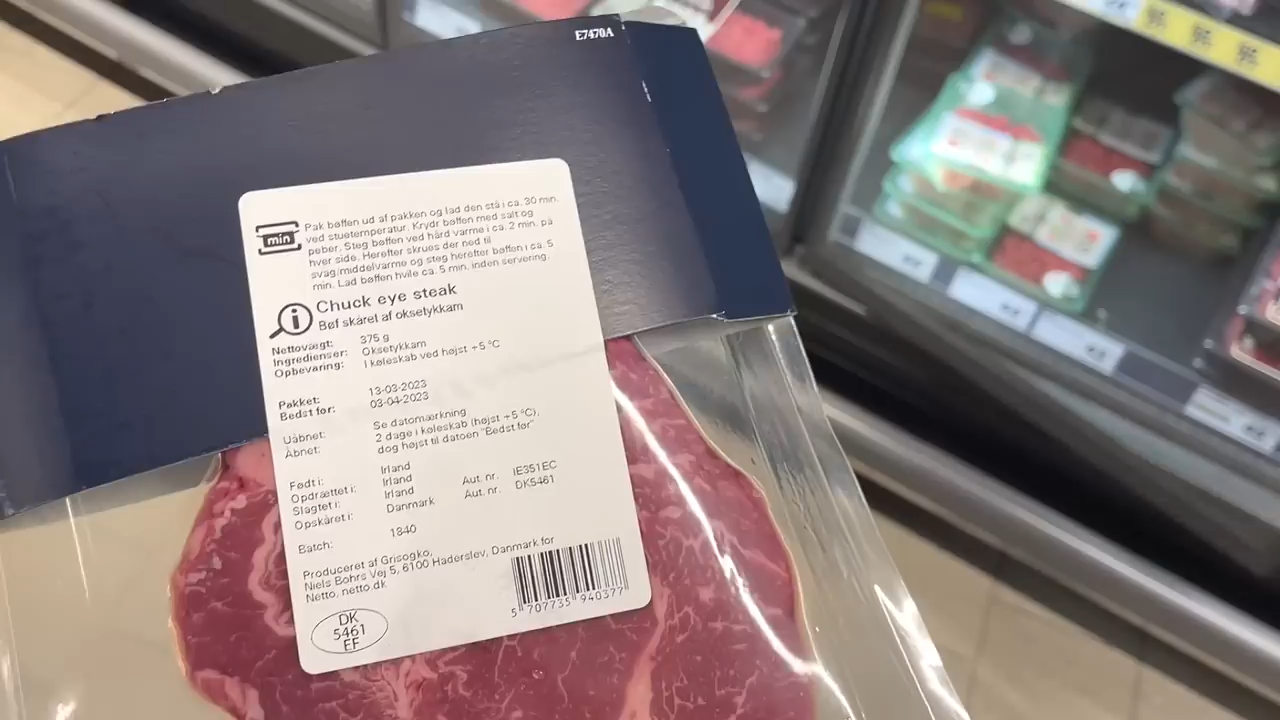 E7470A
min
Pak bøffen ud af pakken og lad den stå i ca. 30 min.
ved stuetemperatur. Krydr bøffen med salt og
peber. Steg bøffen ved hård varme i ca. 2 min. på
hver side. Herefter skrues der ned til
svag/middelvarme og steg herefter bøffen i ca. 5
min. Lad bøffen hvile ca. 5 min. inden servering.
Chuck eye steak
Bøf skåret af oksetykkam
Nettovægt: 375 g
Ingredienser: Oksetykkam
Opbevaring: I køleskab ved højst +5 °C
Pakket: 13-03-2023
Bedst før: 03-04-2023
Uåbnet: Se datomærkning
Åbnet: 2 dage i køleskab (højst +5 °C),
dog højst til datoen "Bedst før"
Født i: Irland
Opdrættet i: Irland
Slagtet i: Irland Aut. nr. IE351EC
Opskåret i: Danmark Aut. nr. DK5461
Batch: 1840
Produceret af Grisogko,
Niels Bohrs Vej 5, 6100 Haderslev, Danmark for
Netto, netto.dk
5 707735 940377
DK
5461
EF